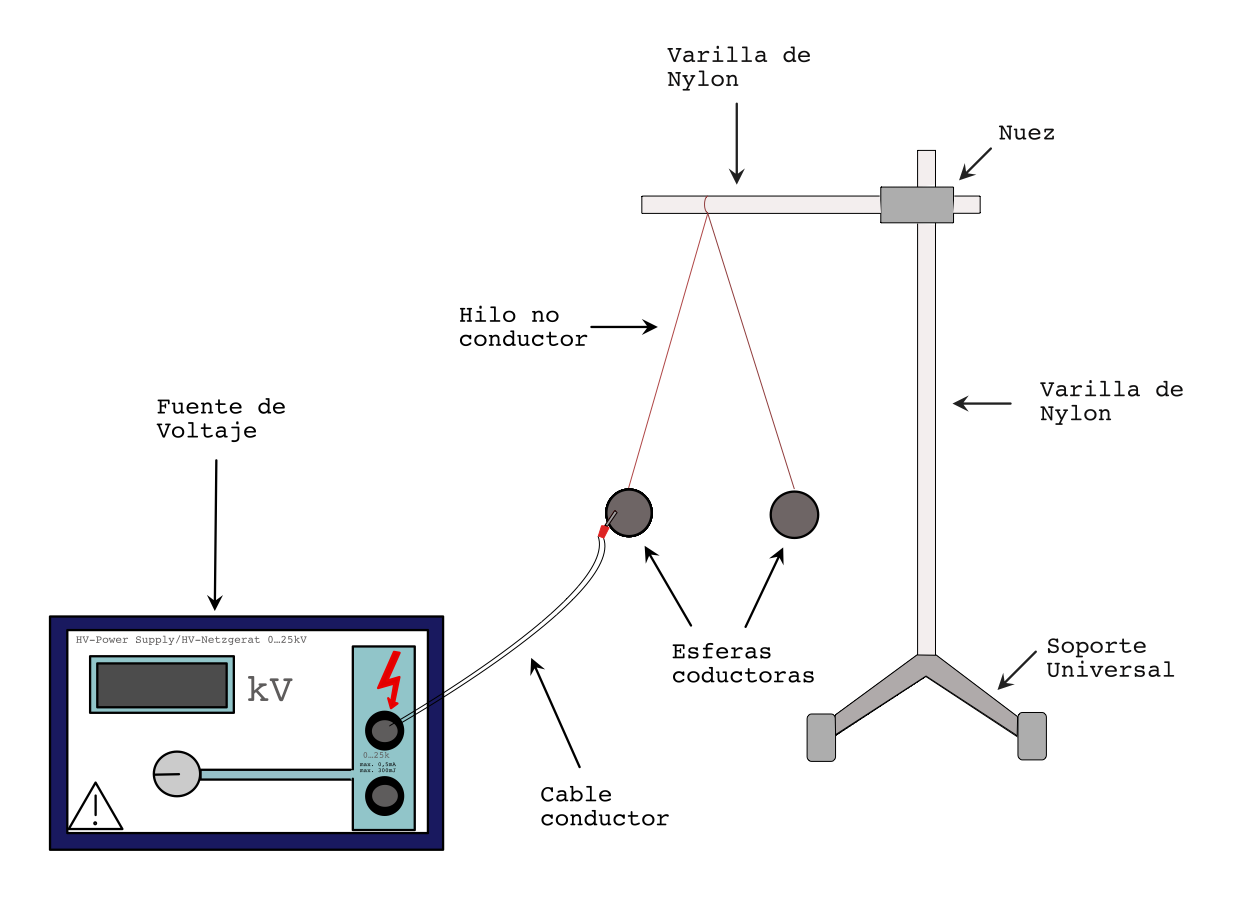 Varilla de
Nylon
Nuez
Hilo no
conductor
Varilla de
Nylon
Fuente de
Voltaje
HV-Power Supply/HV-Netzgerat 0…25kV
kV
0…25k
max. 0,5mA
max. 300mJ
Esferas
coductoras
Soporte
Universal
Cable
conductor